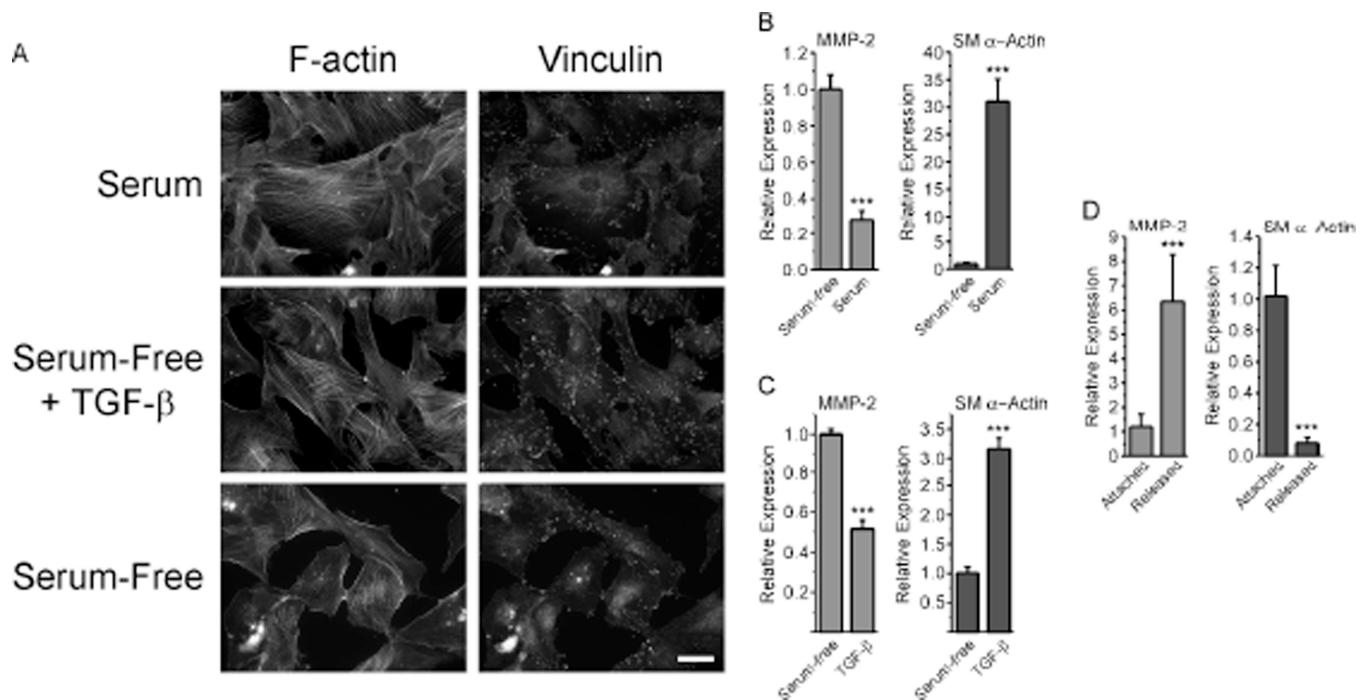 A
F-actin
Vinculin
Serum
Serum-Free
+ TGF-β
Serum-Free
B
MMP-2
Relative Expression
1.2
1.0
0.8
0.6
0.4
0.2
0.0
***
Serum-free
Serum
SM α-Actin
Relative Expression
40
35
30
25
20
15
10
5
0
***
Serum-free
Serum
C
MMP-2
Relative Expression
1.0
0.8
0.6
0.4
0.2
***
Serum-free
TGF-β
SM α-Actin
Relative Expression
3.5
3.0
2.5
2.0
1.5
1.0
0.5
***
Serum-free
TGF-β
D
MMP-2
Relative Expression
9
8
7
6
5
4
3
2
1
0
***
Attached
Released
SM α Actin
Relative Expression
1.4
1.2
1.0
0.8
0.6
0.4
0.2
0.0
***
Attached
Released